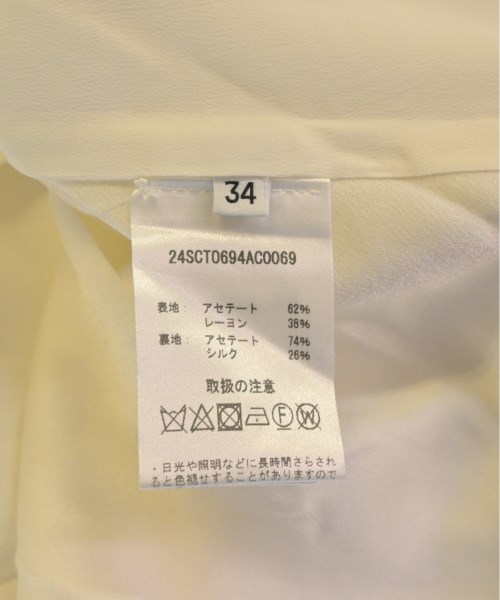 34
24SCT0694AC0069
表地: アセテート 62%
レーヨン 38%
裏地: アセテート 74%
シルク 26%
取扱の注意
F W
・日光や照明などに長時間さらされ
ると色褪せすることがありますので